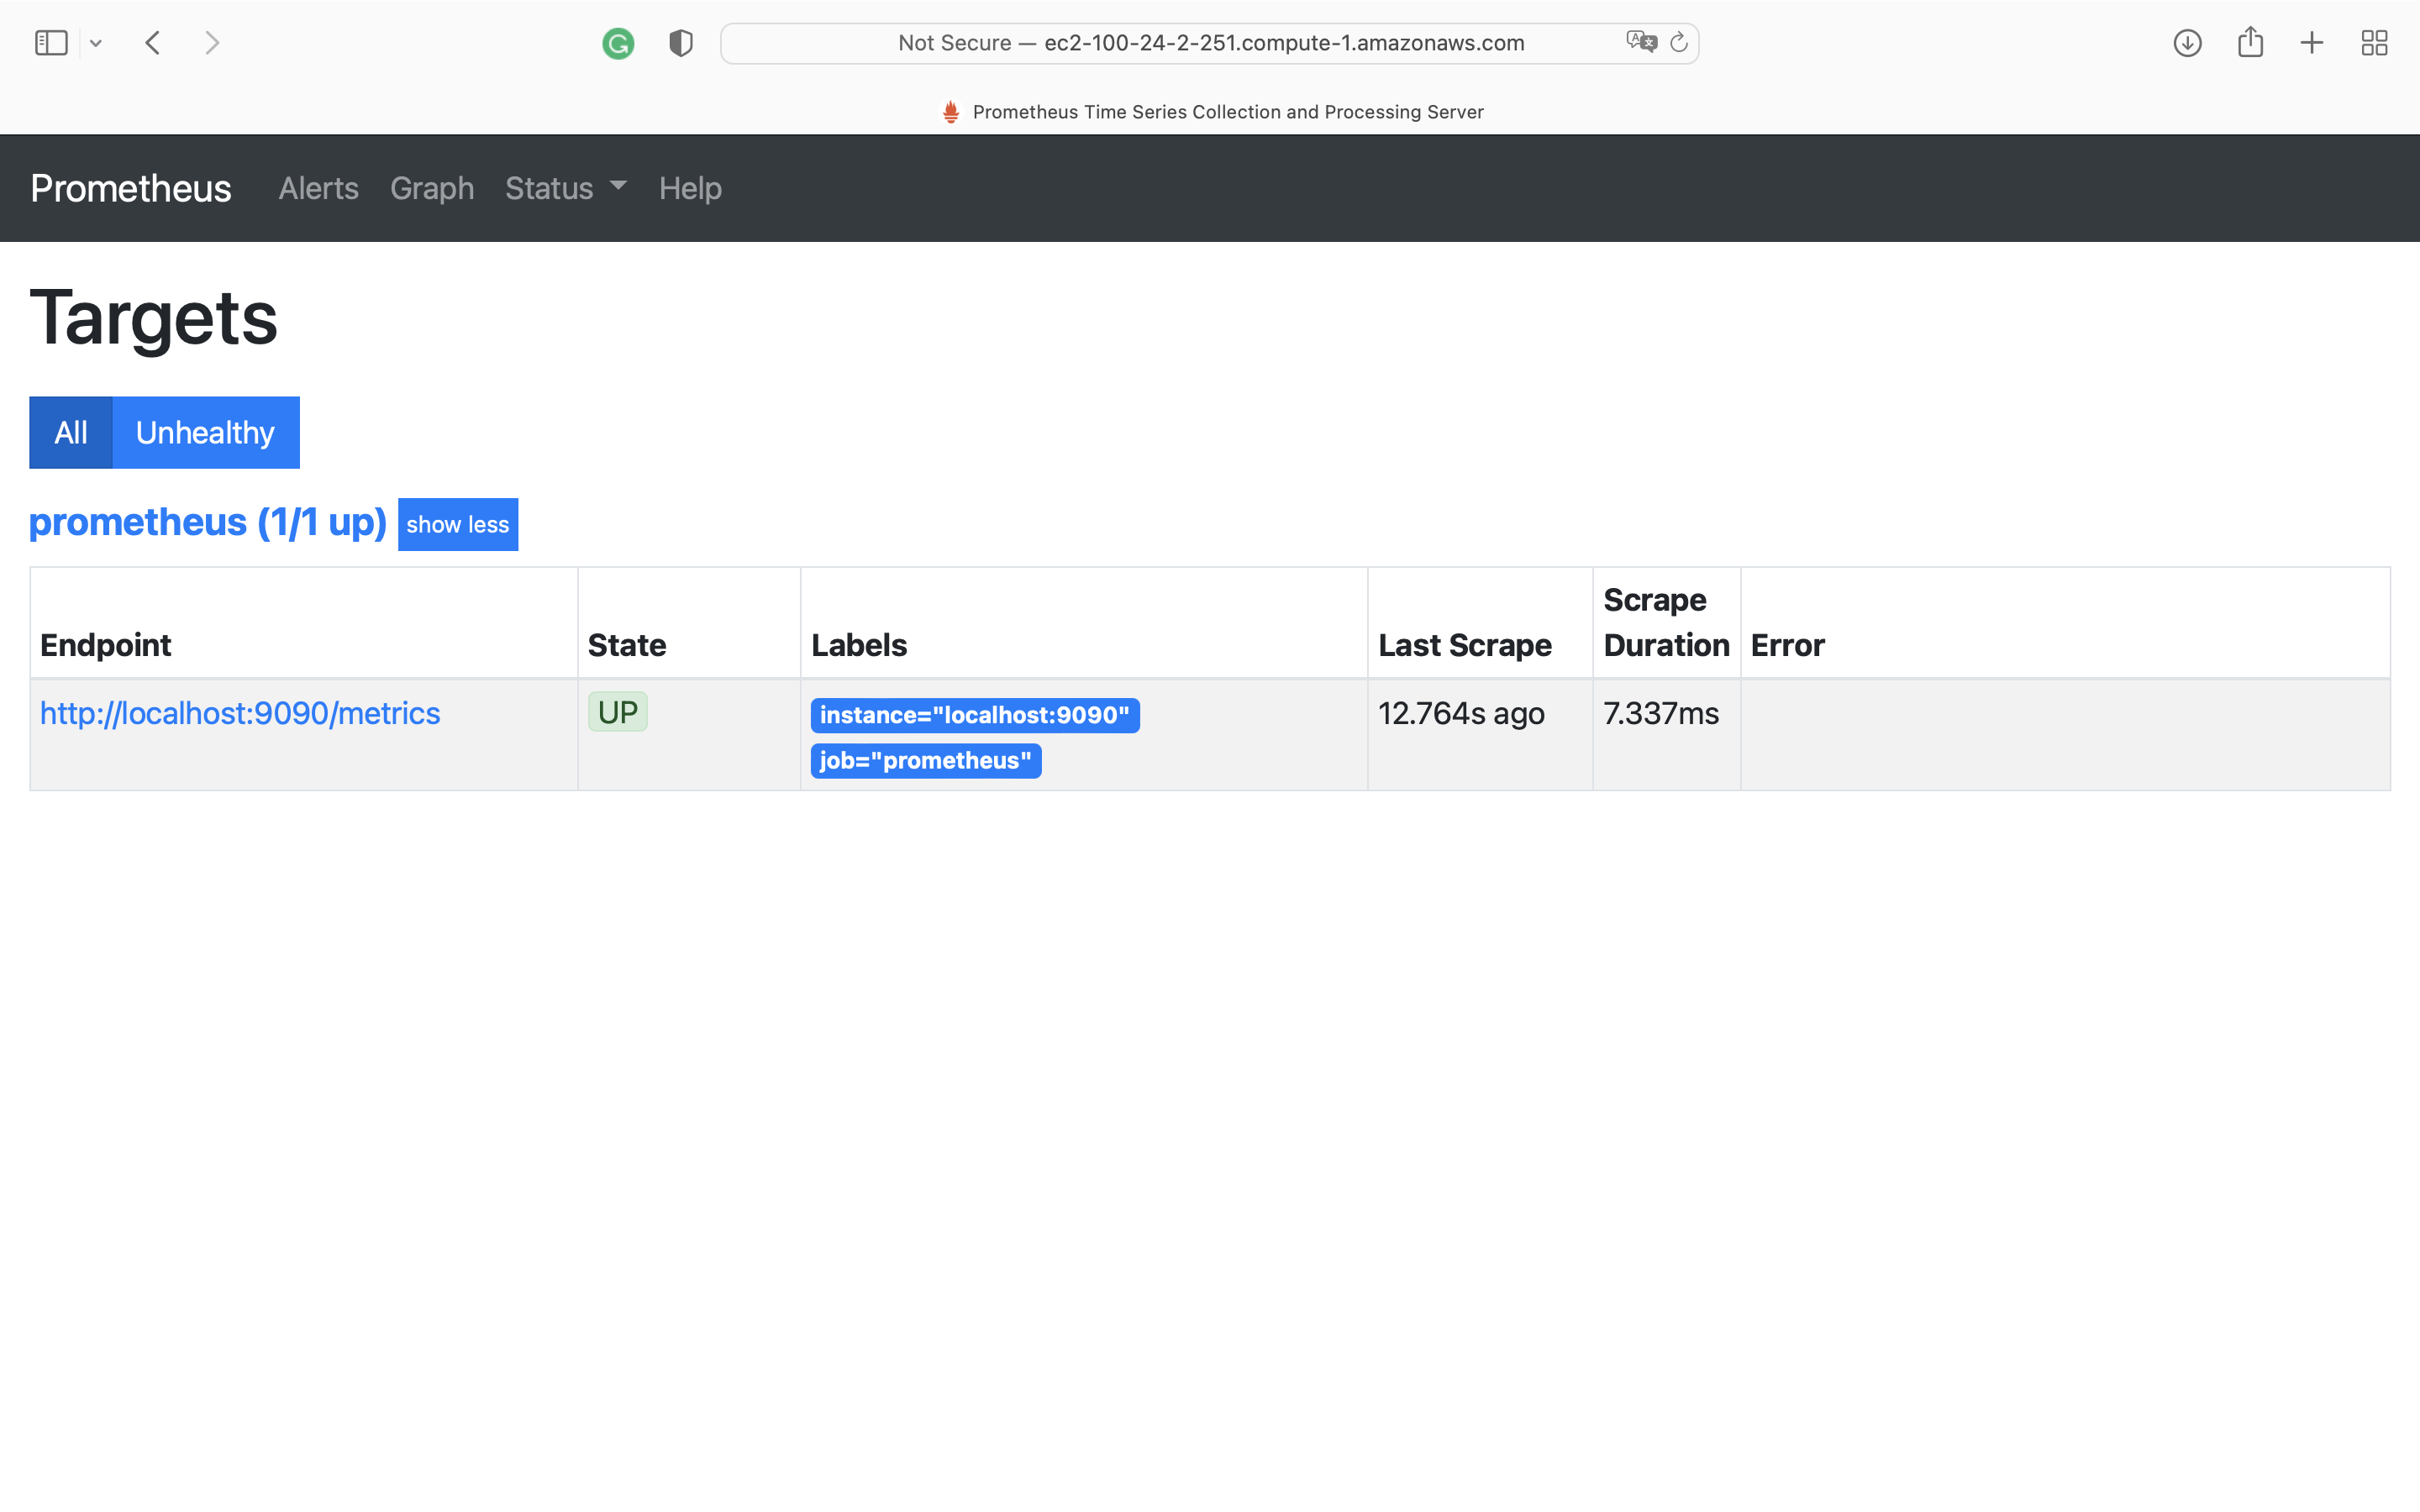 Not Secure — ec2-100-24-2-251.compute-1.amazonaws.com
Prometheus Time Series Collection and Processing Server
Prometheus Alerts Graph Status Help
Targets
All Unhealthy
prometheus (1/1 up) show less
Endpoint State Labels Last Scrape Scrape Duration Error
http://localhost:9090/metrics UP instance="localhost:9090" 12.764s ago 7.337ms
job="prometheus"